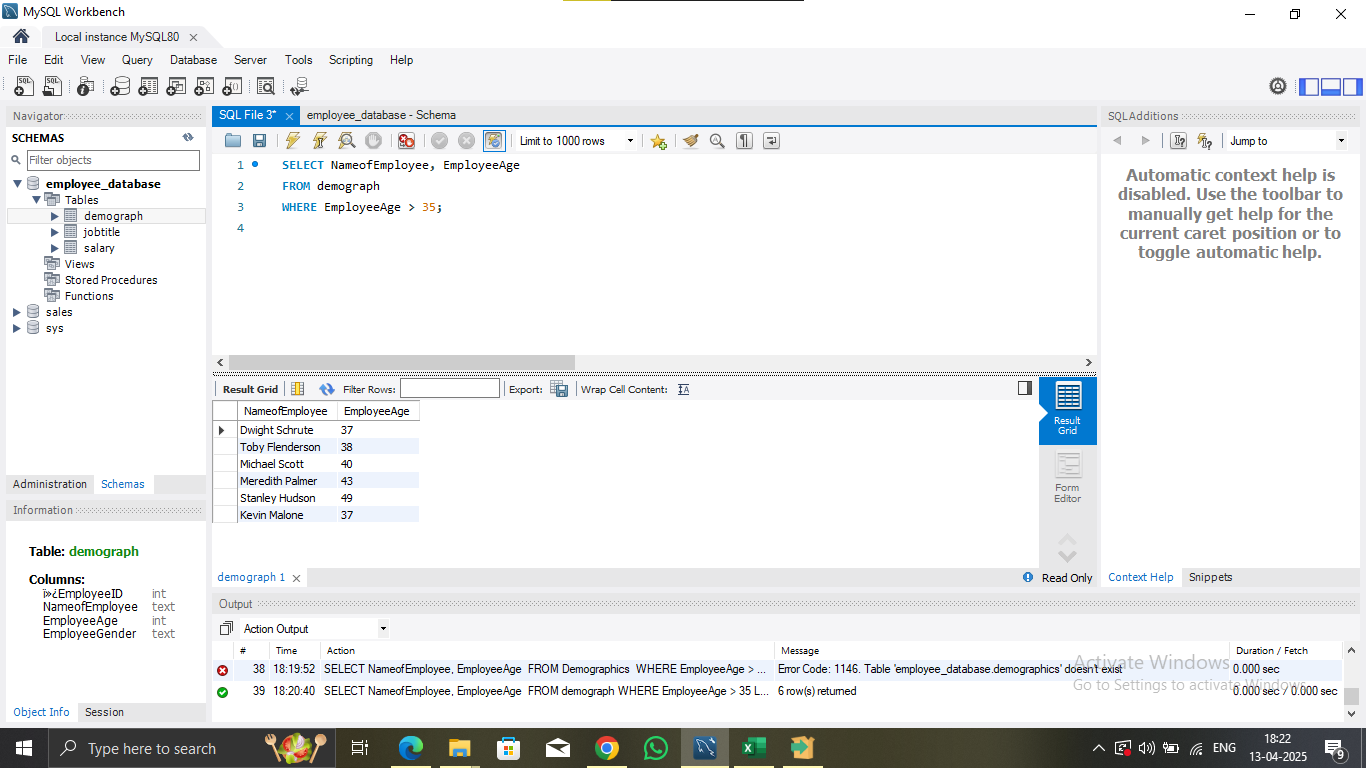 MySQL Workbench
Local instance MySQL80
File Edit View Query Database Server Tools Scripting Help
Navigator
SCHEMAS
Filter objects
employee_database
Tables
demograph
jobtitle
salary
Views
Stored Procedures
Functions
sales
sys
Administration Schemas
Information
Table: demograph
Columns:
ï»¿EmployeeID int
NameofEmployee text
EmployeeAge int
EmployeeGender text
Object Info Session
SQL File 3* employee_database - Schema
Limit to 1000 rows
1 SELECT NameofEmployee, EmployeeAge
2 FROM demograph
3 WHERE EmployeeAge > 35;
4
Result Grid Filter Rows: Export: Wrap Cell Content:
NameofEmployee EmployeeAge
Dwight Schrute 37
Toby Flenderson 38
Michael Scott 40
Meredith Palmer 43
Stanley Hudson 49
Kevin Malone 37
Result Grid
Form Editor
demograph 1
Read Only
SQLAdditions
Jump to
Automatic context help is
disabled. Use the toolbar to
manually get help for the
current caret position or to
toggle automatic help.
Context Help Snippets
Output
Action Output
# Time Action Message Duration / Fetch
38 18:19:52 SELECT NameofEmployee, EmployeeAge FROM Demographics WHERE EmployeeAge > ... Error Code: 1146. Table 'employee_database.demographics' doesn't exist 0.000 sec
39 18:20:40 SELECT NameofEmployee, EmployeeAge FROM demograph WHERE EmployeeAge > 35 L... 6 row(s) returned 0.000 sec / 0.000 sec
Activate Windows
Go to Settings to activate Windows.
Type here to search
ENG
18:22
13-04-2025
9